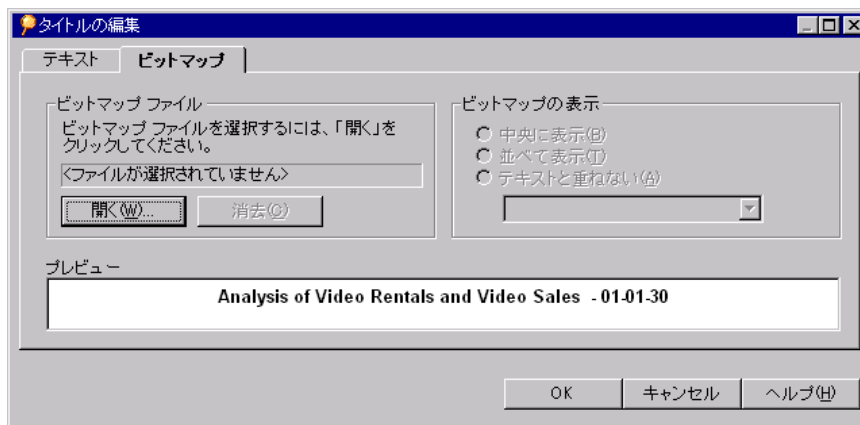 タイトルの編集
テキスト
ビットマップ
ビットマップ ファイル
ビットマップ ファイルを選択するには、「開く」を
クリックしてください。
<ファイルが選択されていません>
開く(W)...
消去(C)
ビットマップの表示
中央に表示(B)
並べて表示(T)
テキストと重ねない(A)
プレビュー
Analysis of Video Rentals and Video Sales - 01-01-30
OK
キャンセル
ヘルプ(H)